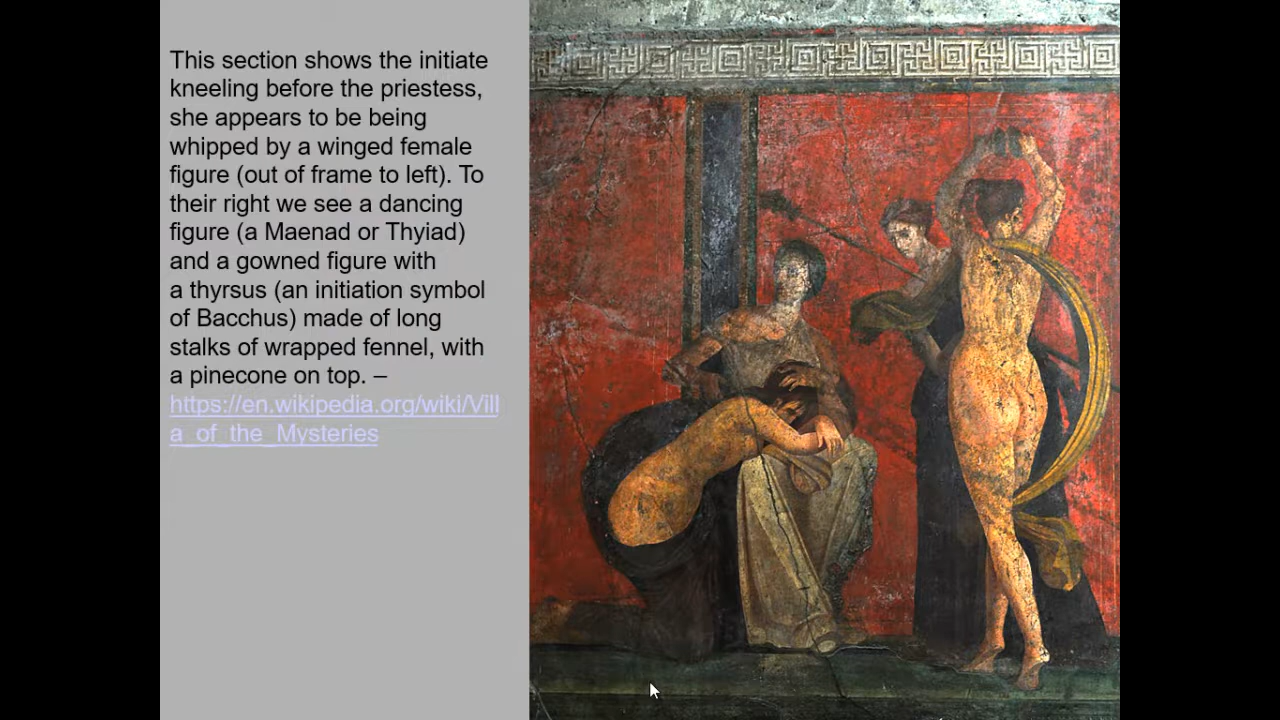 This section shows the initiate
kneeling before the priestess,
she appears to be being
whipped by a winged female
figure (out of frame to left). To
their right we see a dancing
figure (a Maenad or Thyiad)
and a gowned figure with
a thyrsus (an initiation symbol
of Bacchus) made of long
stalks of wrapped fennel, with
a pinecone on top. –
https://en.wikipedia.org/wiki/Vill
a_of_the_Mysteries